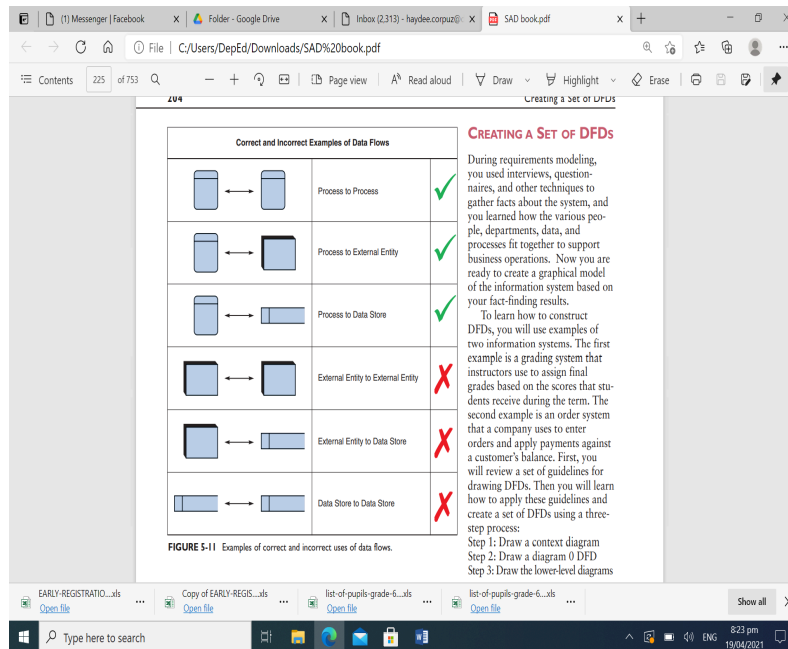 (1) Messenger | Facebook
Folder - Google Drive
Inbox (2,313) - haydee.corpuz@
SAD book.pdf
File | C:/Users/DepEd/Downloads/SAD%20book.pdf
Contents 225 of 753 Page view Read aloud Draw Highlight Erase
204 Creating a Set of DFDs
Correct and Incorrect Examples of Data Flows
Process to Process
Process to External Entity
Process to Data Store
External Entity to External Entity
External Entity to Data Store
Data Store to Data Store
FIGURE 5-11 Examples of correct and incorrect uses of data flows.
CREATING A SET OF DFDS
During requirements modeling,
you used interviews, question-
naires, and other techniques to
gather facts about the system, and
you learned how the various peo-
ple, departments, data, and
processes fit together to support
business operations. Now you are
ready to create a graphical model
of the information system based on
your fact-finding results.
To learn how to construct
DFDs, you will use examples of
two information systems. The first
example is a grading system that
instructors use to assign final
grades based on the scores that stu-
dents receive during the term. The
second example is an order system
that a company uses to enter
orders and apply payments against
a customer's balance. First, you
will review a set of guidelines for
drawing DFDs. Then you will learn
how to apply these guidelines and
create a set of DFDs using a three-
step process:
Step 1: Draw a context diagram
Step 2: Draw a diagram 0 DFD
Step 3: Draw the lower-level diagrams
EARLY-REGISTRATIO....xls
Open file
Copy of EARLY-REGIS....xls
Open file
list-of-pupils-grade-6....xls
Open file
list-of-pupils-grade-6....xls
Open file
Show all
Type here to search
ENG
8:23 pm
19/04/2021